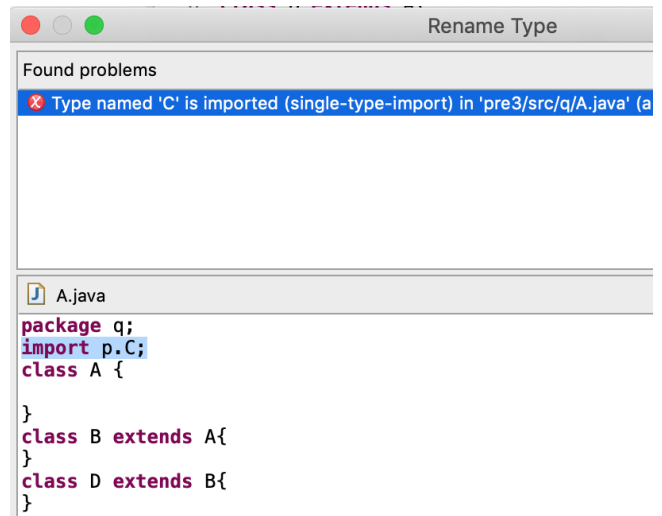 Rename Type
Found problems
Type named 'C' is imported (single-type-import) in 'pre3/src/q/A.java' (a
A.java
package q;
import p.C;
class A {
}
class B extends A{
}
class D extends B{
}